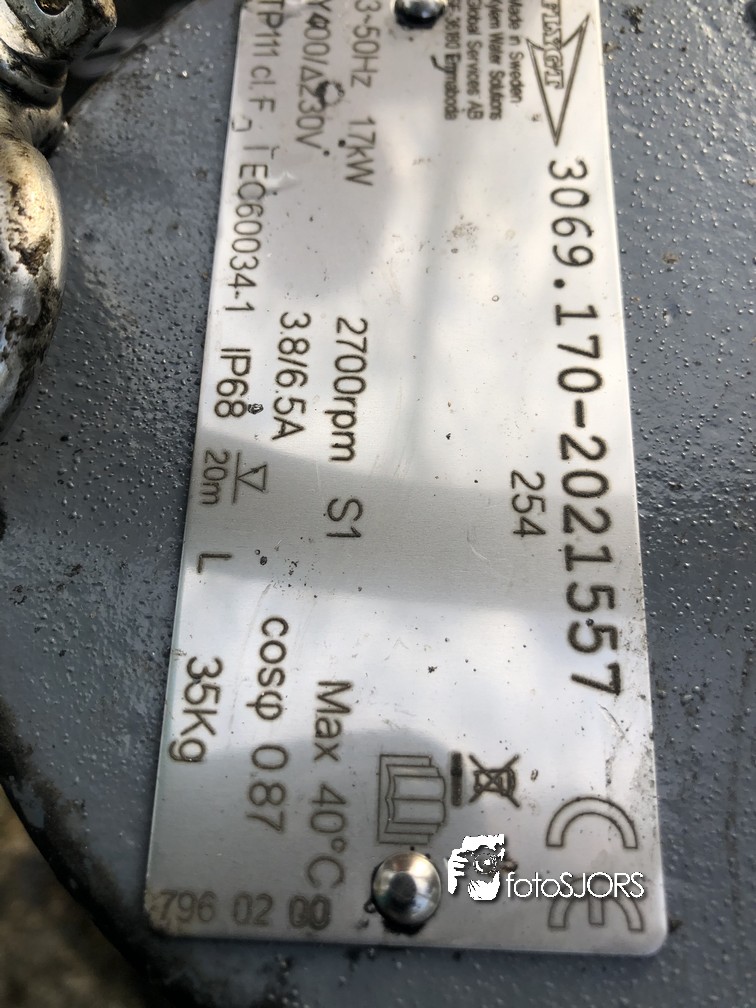 FLYGT
Made in Sweden
Xylem Water Solutions
Global Services AB
SE-36180 Emmaboda
3069.170-2021557
254
3~50Hz 1.7kW 2700rpm S1 Max 40°C
Y400/Δ230V 3.8/6.5A cosφ 0.87
TP111 cl.F IEC60034-1 IP68 20m L 35Kg
796 02 00
CE
fotoSJORS